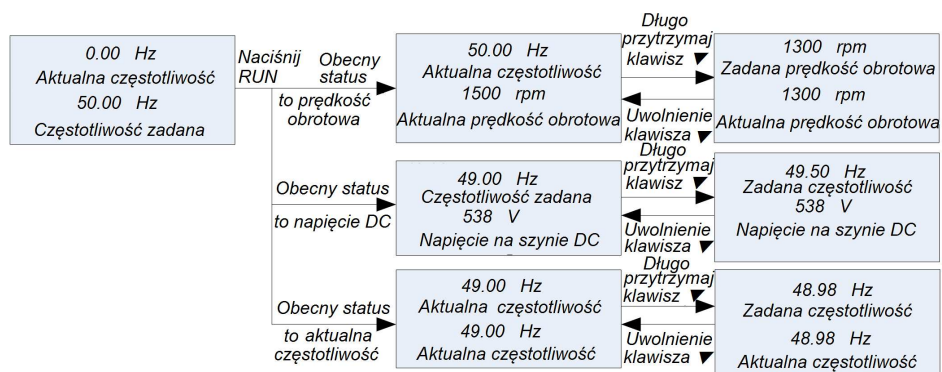 0.00 Hz
Aktualna częstotliwość
50.00 Hz
Częstotliwość zadana
Naciśnij
RUN
Obecny
status
to prędkość
obrotowa
50.00 Hz
Aktualna częstotliwość
1500 rpm
Aktualna prędkość obrotowa
Długo
przytrzymaj
klawisz ▼
Uwolnienie
klawisza ▼
1300 rpm
Zadana prędkość obrotowa
1300 rpm
Aktualna prędkość obrotowa
Obecny status
to napięcie DC
49.00 Hz
Częstotliwość zadana
538 V
Napięcie na szynie DC
Długo
przytrzymaj
klawisz ▼
Uwolnienie
klawisza ▼
49.50 Hz
Zadana częstotliwość
538 V
Napięcie na szynie DC
Obecny status
to aktualna
częstotliwość
49.00 Hz
Aktualna częstotliwość
49.00 Hz
Aktualna częstotliwość
Długo
przytrzymaj
klawisz ▼
Uwolnienie
klawisza ▼
48.98 Hz
Zadana częstotliwość
48.98 Hz
Aktualna częstotliwość